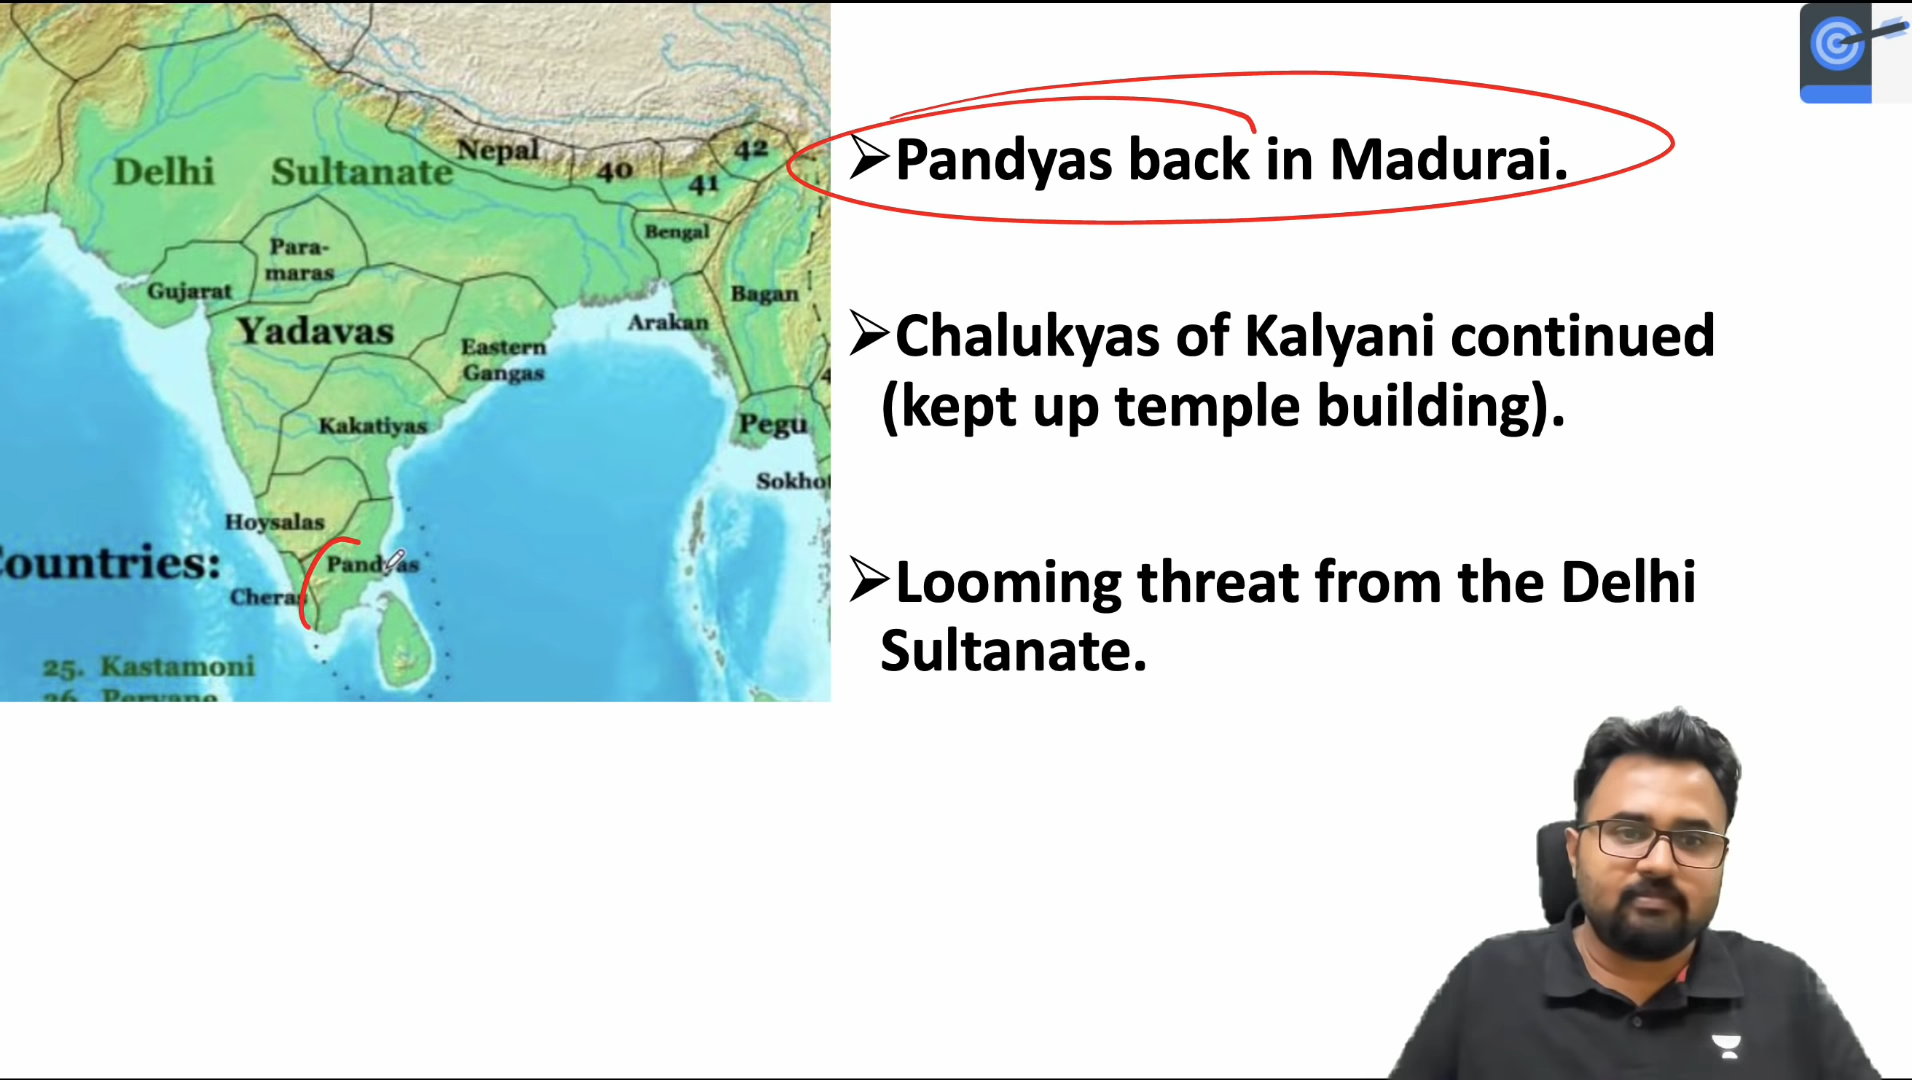 Delhi Sultanate
Nepal
40
41
42
Bengal
Para-
maras
Gujarat
Bagan
Yadavas
Arakan
Eastern
Gangas
Kakatiyas
Pegu
Hoysalas
Pandyas
Cheras
25. Kastamoni
➢Pandyas back in Madurai.
➢Chalukyas of Kalyani continued
(kept up temple building).
➢Looming threat from the Delhi
Sultanate.